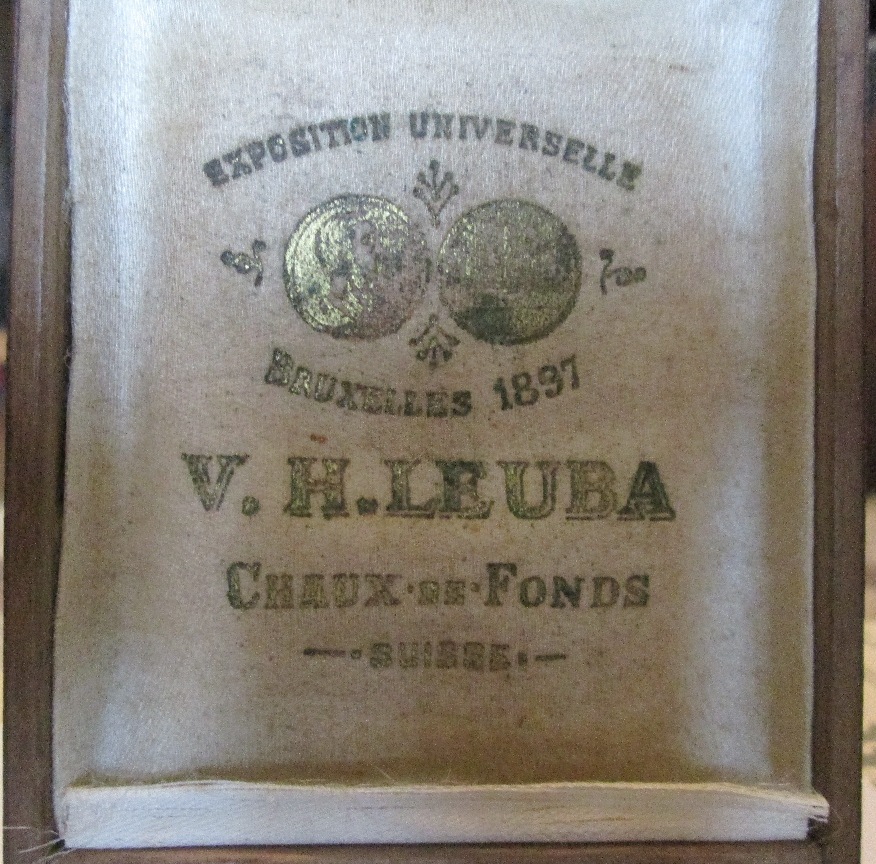 EXPOSITION UNIVERSELLE
BRUXELLES 1897
V. H. LEUBA
CHAUX·DE·FONDS
—·SUISSE·—